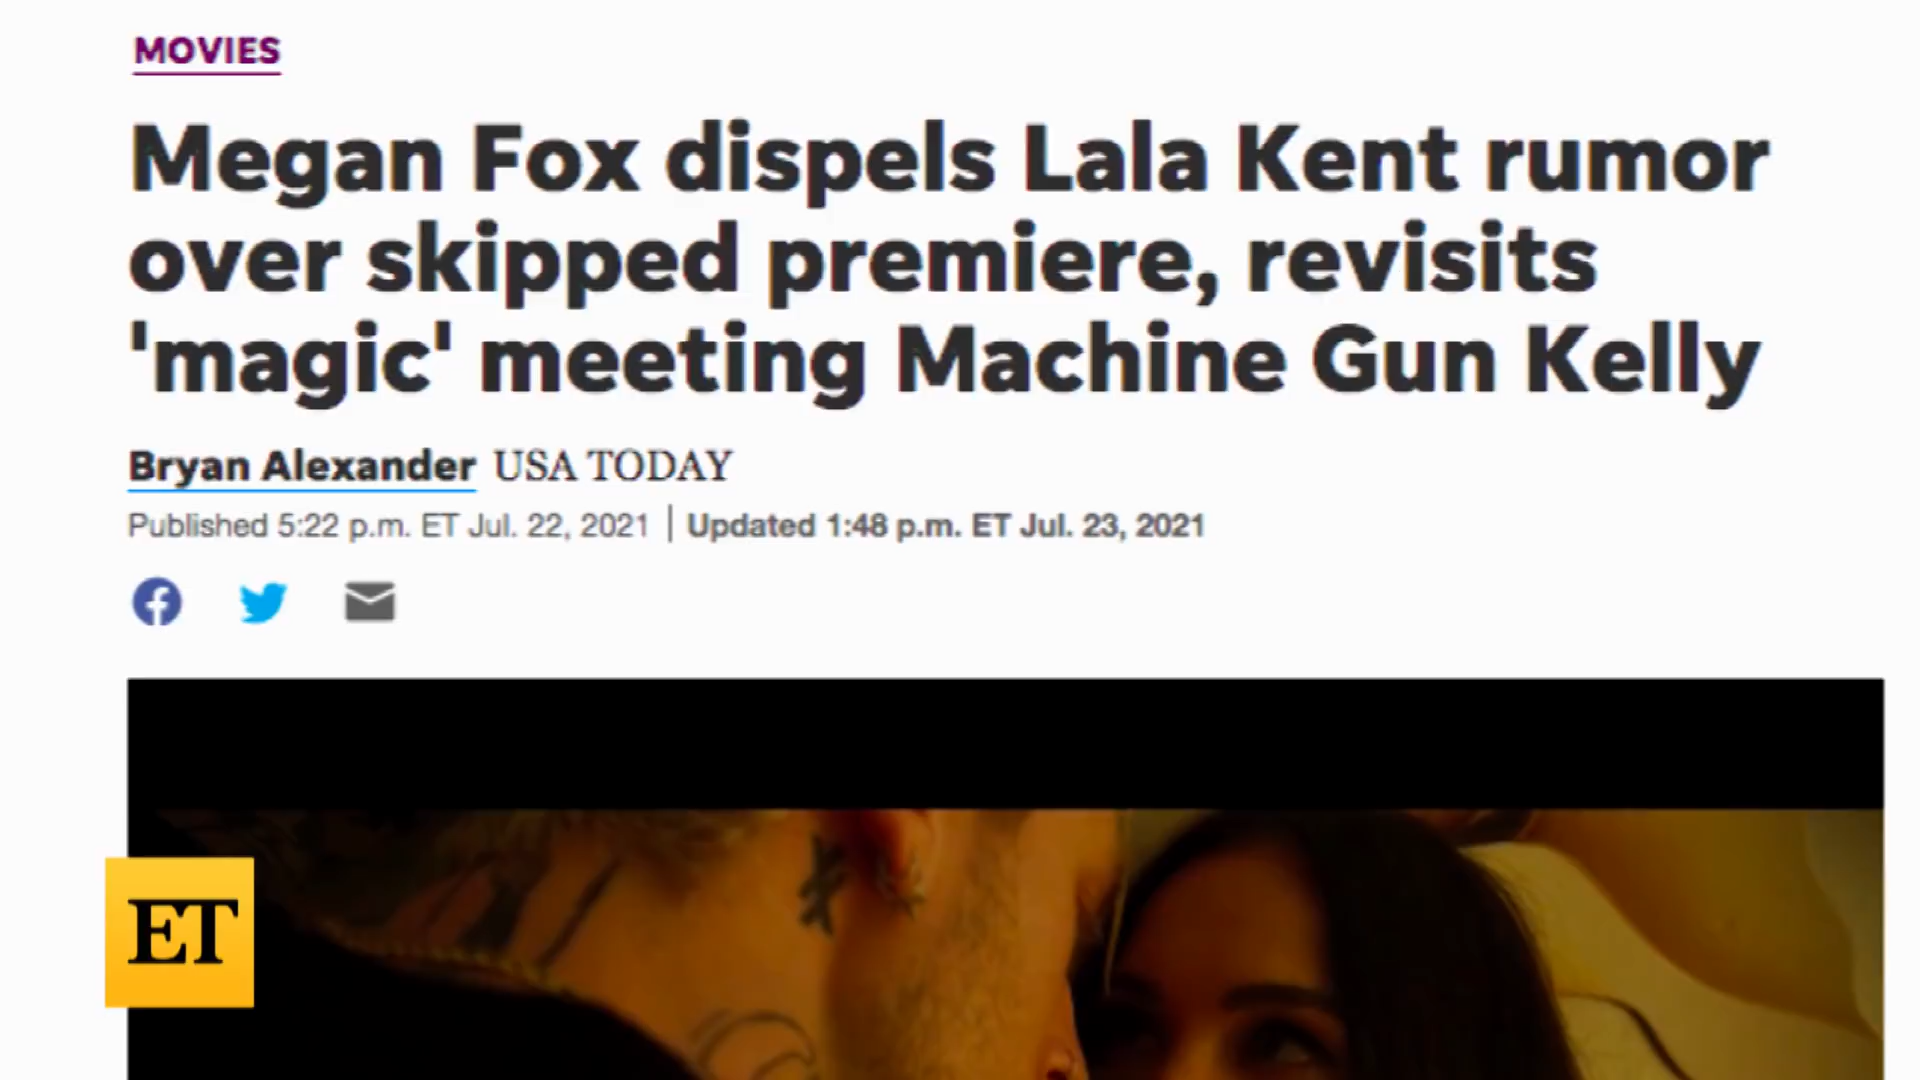 MOVIES
Megan Fox dispels Lala Kent rumor
over skipped premiere, revisits
'magic' meeting Machine Gun Kelly
Bryan Alexander USA TODAY
Published 5:22 p.m. ET Jul. 22, 2021 | Updated 1:48 p.m. ET Jul. 23, 2021
ET